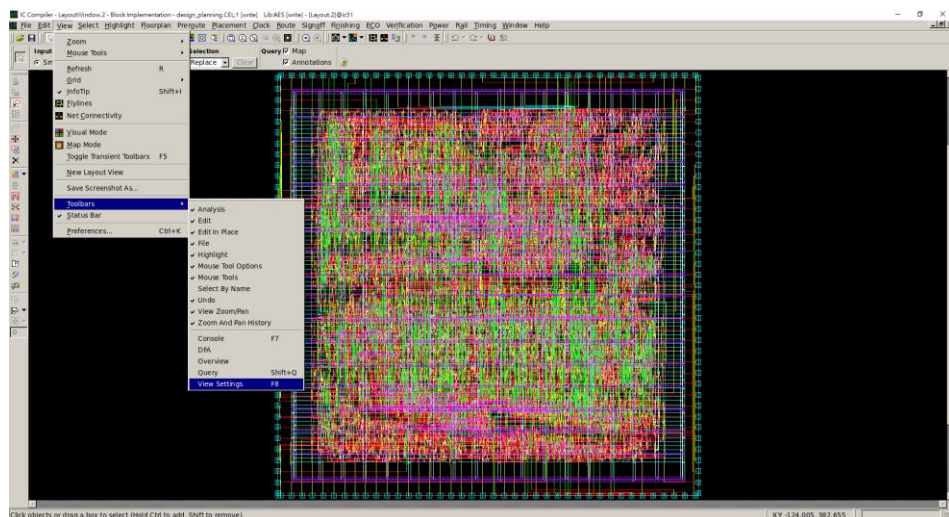 IC Compiler - LayoutWindow.2 - Block Implementation - design_planning.CEL;1 [write] Lib:AES [write] - [Layout.2]@ic51
File Edit View Select Highlight Floorplan Preroute Placement Clock Route Signoff Finishing ECO Verification Power Rail Timing Window Help
Input
Selection
Query
Map
Replace
Clear
Annotations
Zoom
Mouse Tools
Refresh R
Grid
InfoTip Shift+I
Flylines
Net Connectivity
Visual Mode
Map Mode
Toggle Transient Toolbars F5
New Layout View
Save Screenshot As...
Toolbars
Status Bar
Preferences... Ctrl+K
Analysis
Edit
Edit In Place
File
Highlight
Mouse Tool Options
Mouse Tools
Select By Name
Undo
View Zoom/Pan
Zoom And Pan History
Console F7
DFA
Overview
Query Shift+Q
View Settings F8
0
Click objects or drag a box to select (Hold Ctrl to add, Shift to remove)
XY -124.005, 382.655